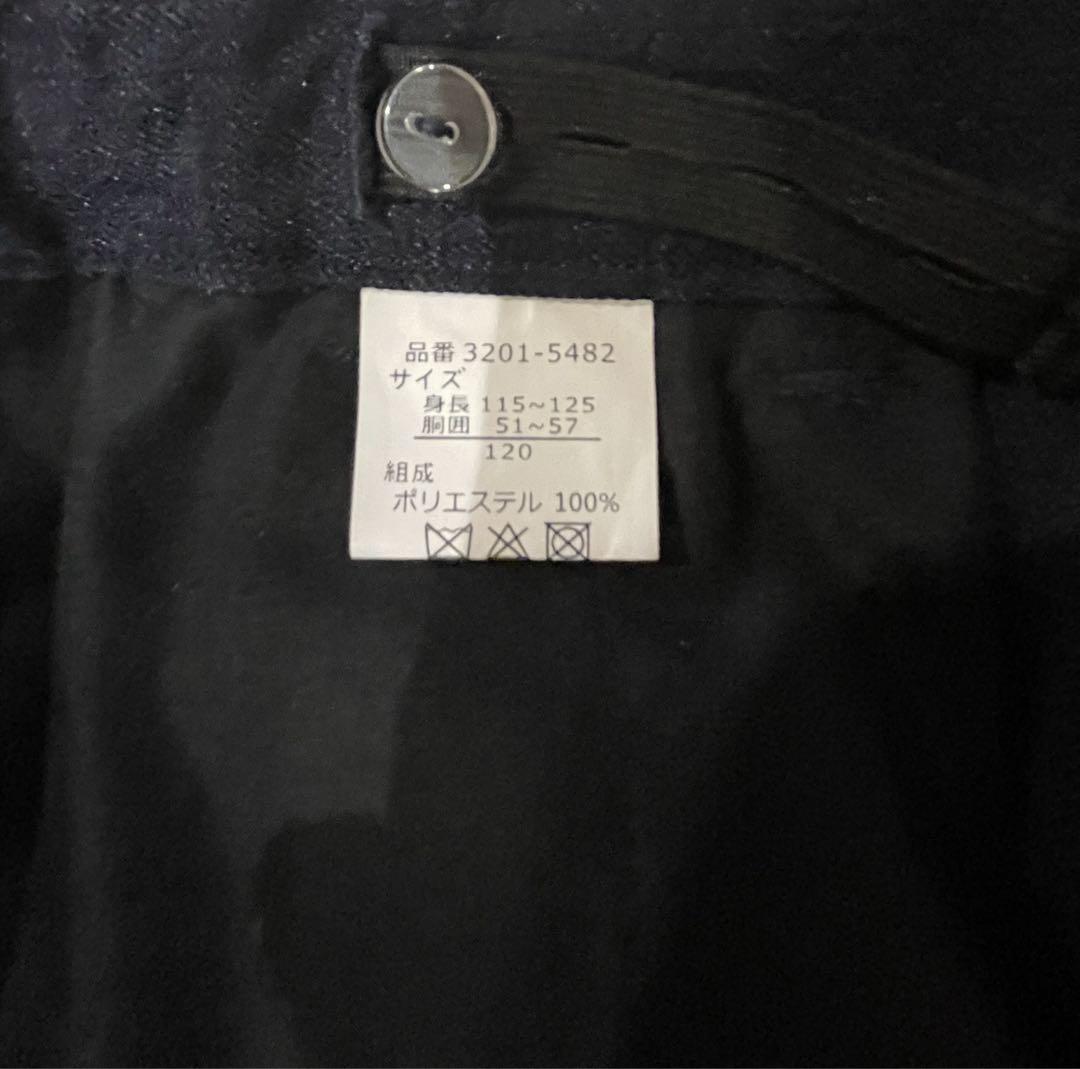 品番 3201-5482
サイズ
身長 115~125
胴囲 51~57
120
組成
ポリエステル 100%